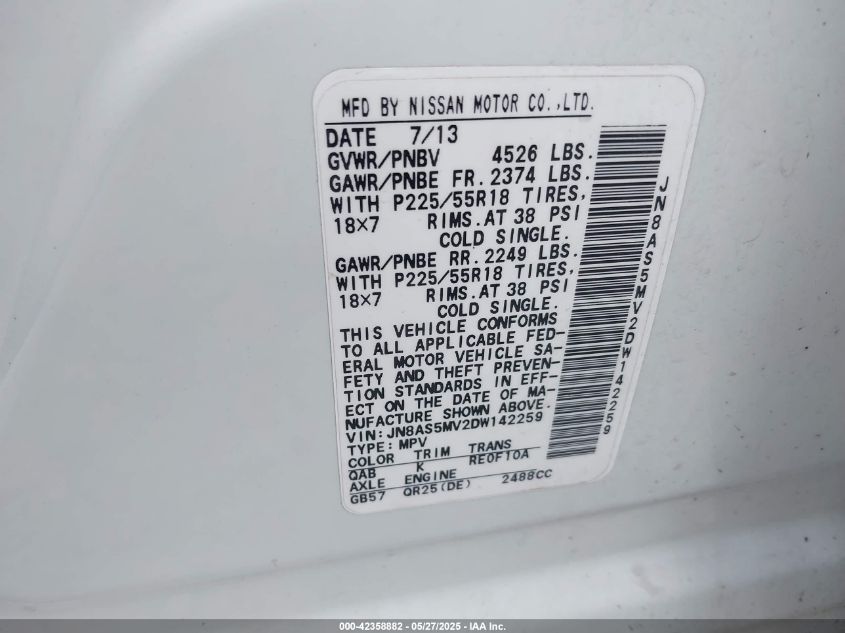 MFD BY NISSAN MOTOR CO.,LTD.
DATE 7/13
GVWR/PNBV 4526 LBS.
GAWR/PNBE FR. 2374 LBS.
WITH P225/55R18 TIRES,
18×7 RIMS. AT 38 PSI
COLD SINGLE.
GAWR/PNBE RR. 2249 LBS.
WITH P225/55R18 TIRES,
18×7 RIMS. AT 38 PSI
COLD SINGLE.
THIS VEHICLE CONFORMS
TO ALL APPLICABLE FED-
ERAL MOTOR VEHICLE SA-
FETY AND THEFT PREVEN-
TION STANDARDS IN EFF-
ECT ON THE DATE OF MA-
NUFACTURE SHOWN ABOVE.
VIN: JN8AS5MV2DW142259
TYPE: MPV
COLOR TRIM TRANS
QAB K RE0F10A
AXLE ENGINE
GB57 QR25(DE) 2488CC
JN8AS5MV2DW142259
000-42358882 - 05/27/2025 - IAA Inc.